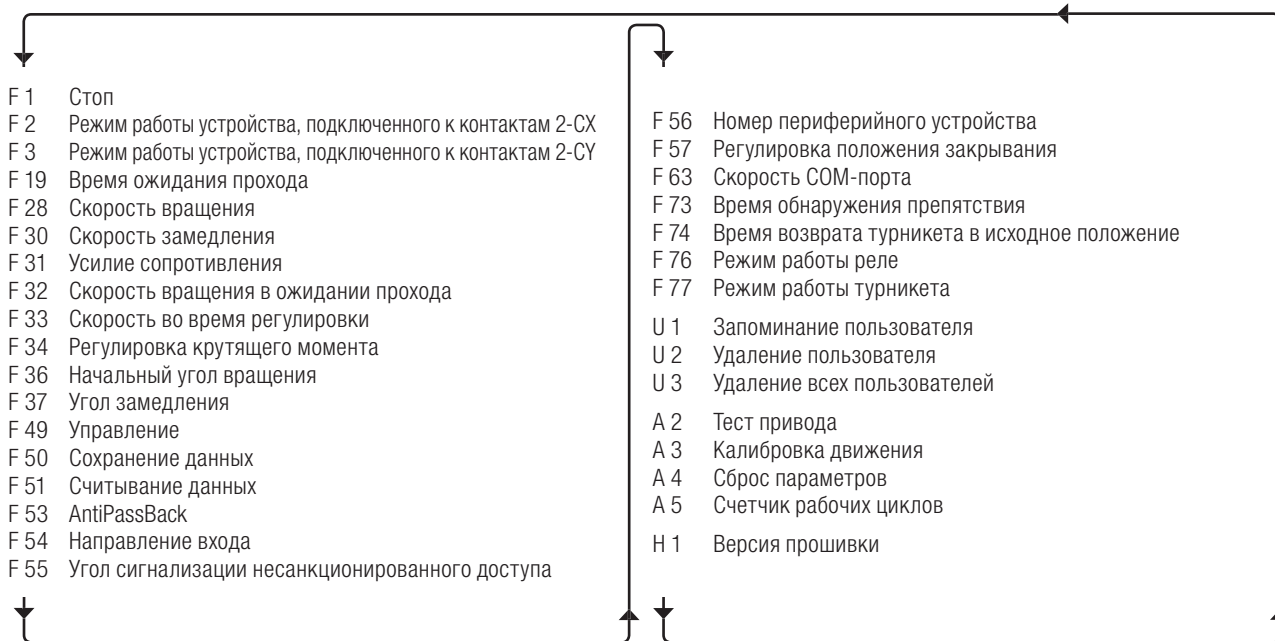 F 1 Стоп
F 2 Режим работы устройства, подключенного к контактам 2-CX
F 3 Режим работы устройства, подключенного к контактам 2-CY
F 19 Время ожидания прохода
F 28 Скорость вращения
F 30 Скорость замедления
F 31 Усилие сопротивления
F 32 Скорость вращения в ожидании прохода
F 33 Скорость во время регулировки
F 34 Регулировка крутящего момента
F 36 Начальный угол вращения
F 37 Угол замедления
F 49 Управление
F 50 Сохранение данных
F 51 Считывание данных
F 53 AntiPassBack
F 54 Направление входа
F 55 Угол сигнализации несанкционированного доступа
F 56 Номер периферийного устройства
F 57 Регулировка положения закрывания
F 63 Скорость COM-порта
F 73 Время обнаружения препятствия
F 74 Время возврата турникета в исходное положение
F 76 Режим работы реле
F 77 Режим работы турникета
U 1 Запоминание пользователя
U 2 Удаление пользователя
U 3 Удаление всех пользователей
A 2 Тест привода
A 3 Калибровка движения
A 4 Сброс параметров
A 5 Счетчик рабочих циклов
H 1 Версия прошивки